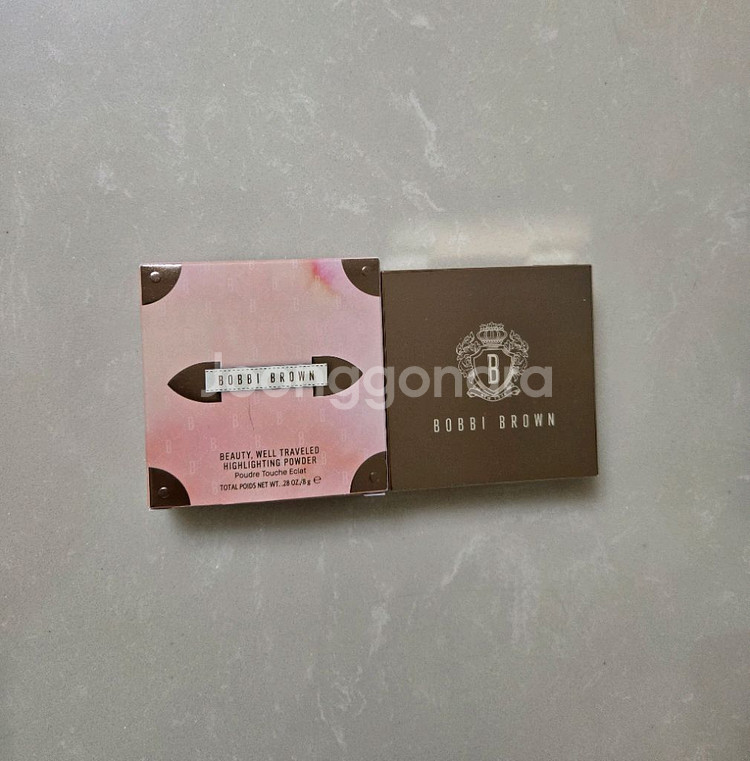 BOBBI BROWN
BEAUTY, WELL TRAVELED
HIGHLIGHTING POWDER
Poudre Touche Eclat
TOTAL POIDS NET WT. .28 OZ./8 g ℮
B
BOBBI BROWN
Joonggonara